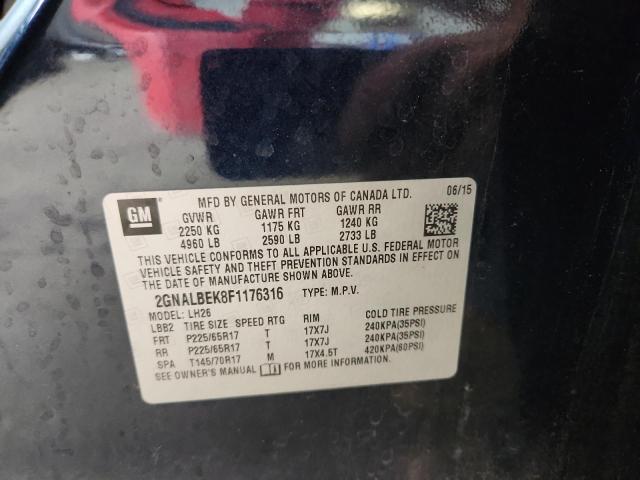 MFD BY GENERAL MOTORS OF CANADA LTD. 06/15
GM
GVWR GAWR FRT GAWR RR
2250 KG 1175 KG 1240 KG
4960 LB 2590 LB 2733 LB
THIS VEHICLE CONFORMS TO ALL APPLICABLE U.S. FEDERAL MOTOR
VEHICLE SAFETY AND THEFT PREVENTION STANDARDS IN EFFECT ON
THE DATE OF MANUFACTURE SHOWN ABOVE.
2GNALBEK8F1176316 TYPE: M.P.V.
MODEL: LH26
LBB2 TIRE SIZE SPEED RTG RIM COLD TIRE PRESSURE
FRT P225/65R17 T 17X7J 240KPA(35PSI)
RR P225/65R17 T 17X7J 240KPA(35PSI)
SPA T145/70R17 M 17X4.5T 420KPA(60PSI)
SEE OWNER'S MANUAL FOR MORE INFORMATION.